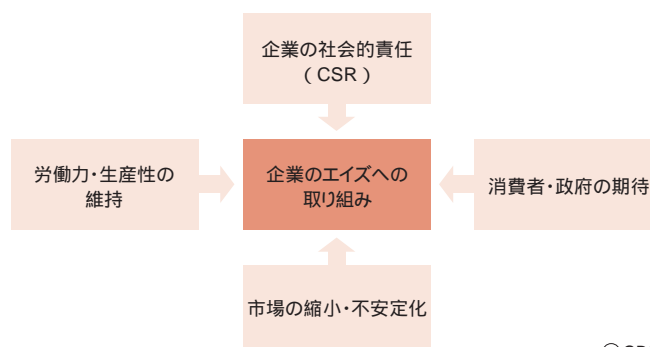 企業の社会的責任
（CSR）
労働力・生産性の
維持
企業のエイズへの
取り組み
消費者・政府の期待
市場の縮小・不安定化